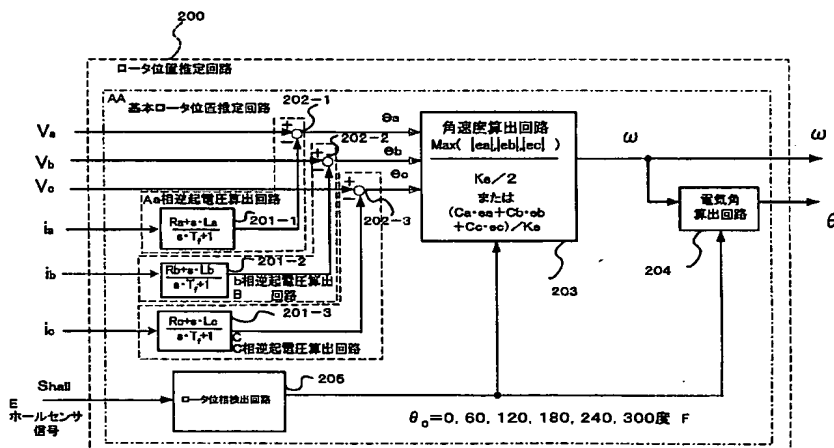 200
ロータ位置推定回路
AA
基本ロータ位置推定回路
202-1
202-2
202-3
Va
Vb
Vc
ea
eb
ec
角速度算出回路
Max( |ea|,|eb|,|ec| )
Ke/2
または
(Ca・ea+Cb・eb
+Cc・ec)/Ke
203
ω
ω
θ
電気角
算出回路
204
Aa相逆起電圧算出回路
ia
Ra+s・La
s・Tf+1
201-1
ib
Rb+s・Lb
s・Tf+1
201-2
b相逆起電圧算出
B 回路
ic
Rc+s・Lc
s・Tf+1
201-3
C
C相逆起電圧算出回路
Shall
E
ホールセンサ
信号
ロータ位相検出回路
205
θo=0, 60, 120, 180, 240, 300度 F